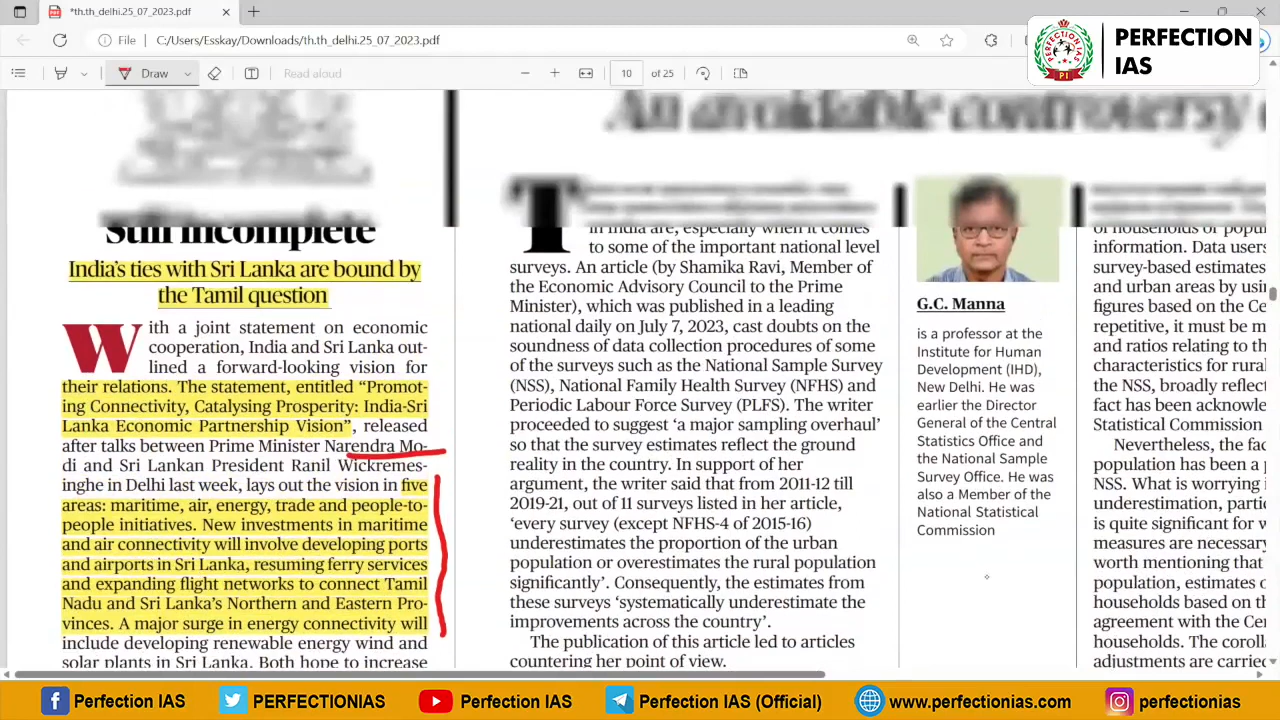 *th.th_delhi.25_07_2023.pdf
File
C:/Users/Esskay/Downloads/th.th_delhi.25_07_2023.pdf
PERFECTION
IAS
PERFECTION
PI
Draw
Read aloud
10
of 25
An avoidable controversy
Still incomplete
India's ties with Sri Lanka are bound by
the Tamil question
With a joint statement on economic
cooperation, India and Sri Lanka out-
lined a forward-looking vision for
their relations. The statement, entitled “Promot-
ing Connectivity, Catalysing Prosperity: India-Sri
Lanka Economic Partnership Vision”, released
after talks between Prime Minister Narendra Mo-
di and Sri Lankan President Ranil Wickremes-
inghe in Delhi last week, lays out the vision in five
areas: maritime, air, energy, trade and people-to-
people initiatives. New investments in maritime
and air connectivity will involve developing ports
and airports in Sri Lanka, resuming ferry services
and expanding flight networks to connect Tamil
Nadu and Sri Lanka's Northern and Eastern Pro-
vinces. A major surge in energy connectivity will
include developing renewable energy wind and
solar plants in Sri Lanka. Both hope to increase
T
in India are, especially when it comes
to some of the important national level
surveys. An article (by Shamika Ravi, Member of
the Economic Advisory Council to the Prime
Minister), which was published in a leading
national daily on July 7, 2023, cast doubts on the
soundness of data collection procedures of some
of the surveys such as the National Sample Survey
(NSS), National Family Health Survey (NFHS) and
Periodic Labour Force Survey (PLFS). The writer
proceeded to suggest ‘a major sampling overhaul’
so that the survey estimates reflect the ground
reality in the country. In support of her
argument, the writer said that from 2011-12 till
2019-21, out of 11 surveys listed in her article,
‘every survey (except NFHS-4 of 2015-16)
underestimates the proportion of the urban
population or overestimates the rural population
significantly’. Consequently, the estimates from
these surveys ‘systematically underestimate the
improvements across the country’.
The publication of this article led to articles
countering her point of view.
G.C. Manna
is a professor at the
Institute for Human
Development (IHD),
New Delhi. He was
earlier the Director
General of the Central
Statistics Office and
the National Sample
Survey Office. He was
also a Member of the
National Statistical
Commission
of households or
information. Data users
survey-based estimates
and urban areas by
figures based on the
repetitive, it must be
and ratios relating to
characteristics for rural
the NSS, broadly
fact has been
Statistical Commission
Nevertheless, the
population has been a
NSS. What is worrying
underestimation,
is quite significant for
measures are necessary
worth mentioning that
population, estimates
households based on
agreement with the
households. The
adjustments are carried
Perfection IAS
PERFECTIONIAS
Perfection IAS
Perfection IAS (Official)
www.perfectionias.com
perfectionias